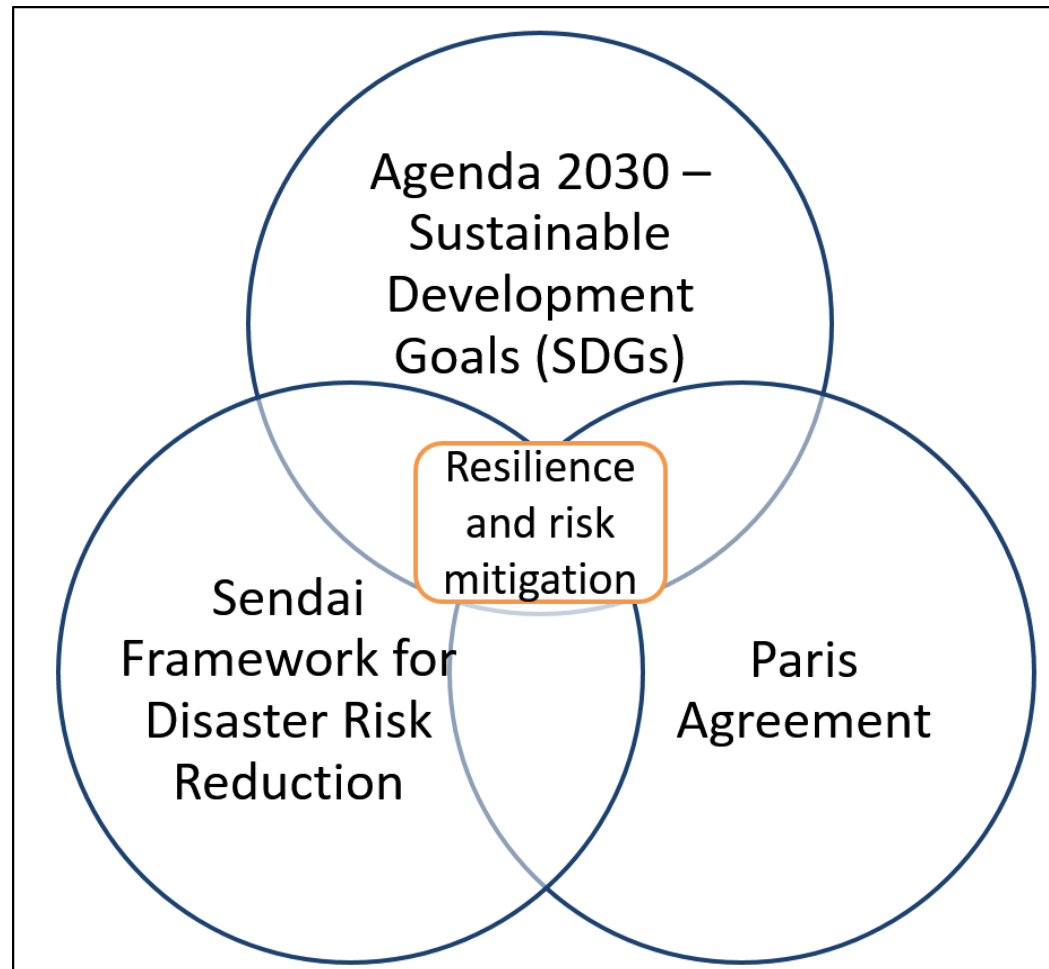 Agenda 2030 –
Sustainable
Development
Goals (SDGs)
Resilience
and risk
mitigation
Sendai
Framework for
Disaster Risk
Reduction
Paris
Agreement